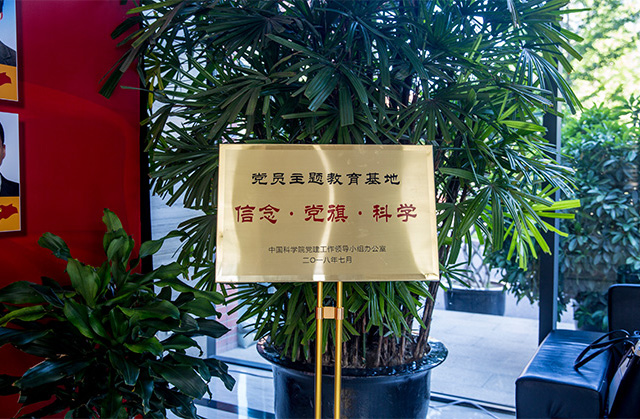 党员主题教育基地
信念·党旗·科学
中国科学院党建工作领导小组办公室
二〇一八年七月